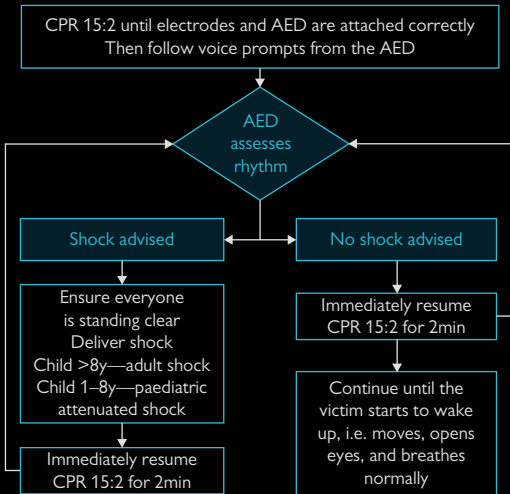 CPR 15:2 until electrodes and AED are attached correctly
Then follow voice prompts from the AED
AED
assesses
rhythm
Shock advised
No shock advised
Ensure everyone
is standing clear
Deliver shock
Child >8y—adult shock
Child 1–8y—paediatric
attenuated shock
Immediately resume
CPR 15:2 for 2min
Immediately resume
CPR 15:2 for 2min
Continue until the
victim starts to wake
up, i.e. moves, opens
eyes, and breathes
normally